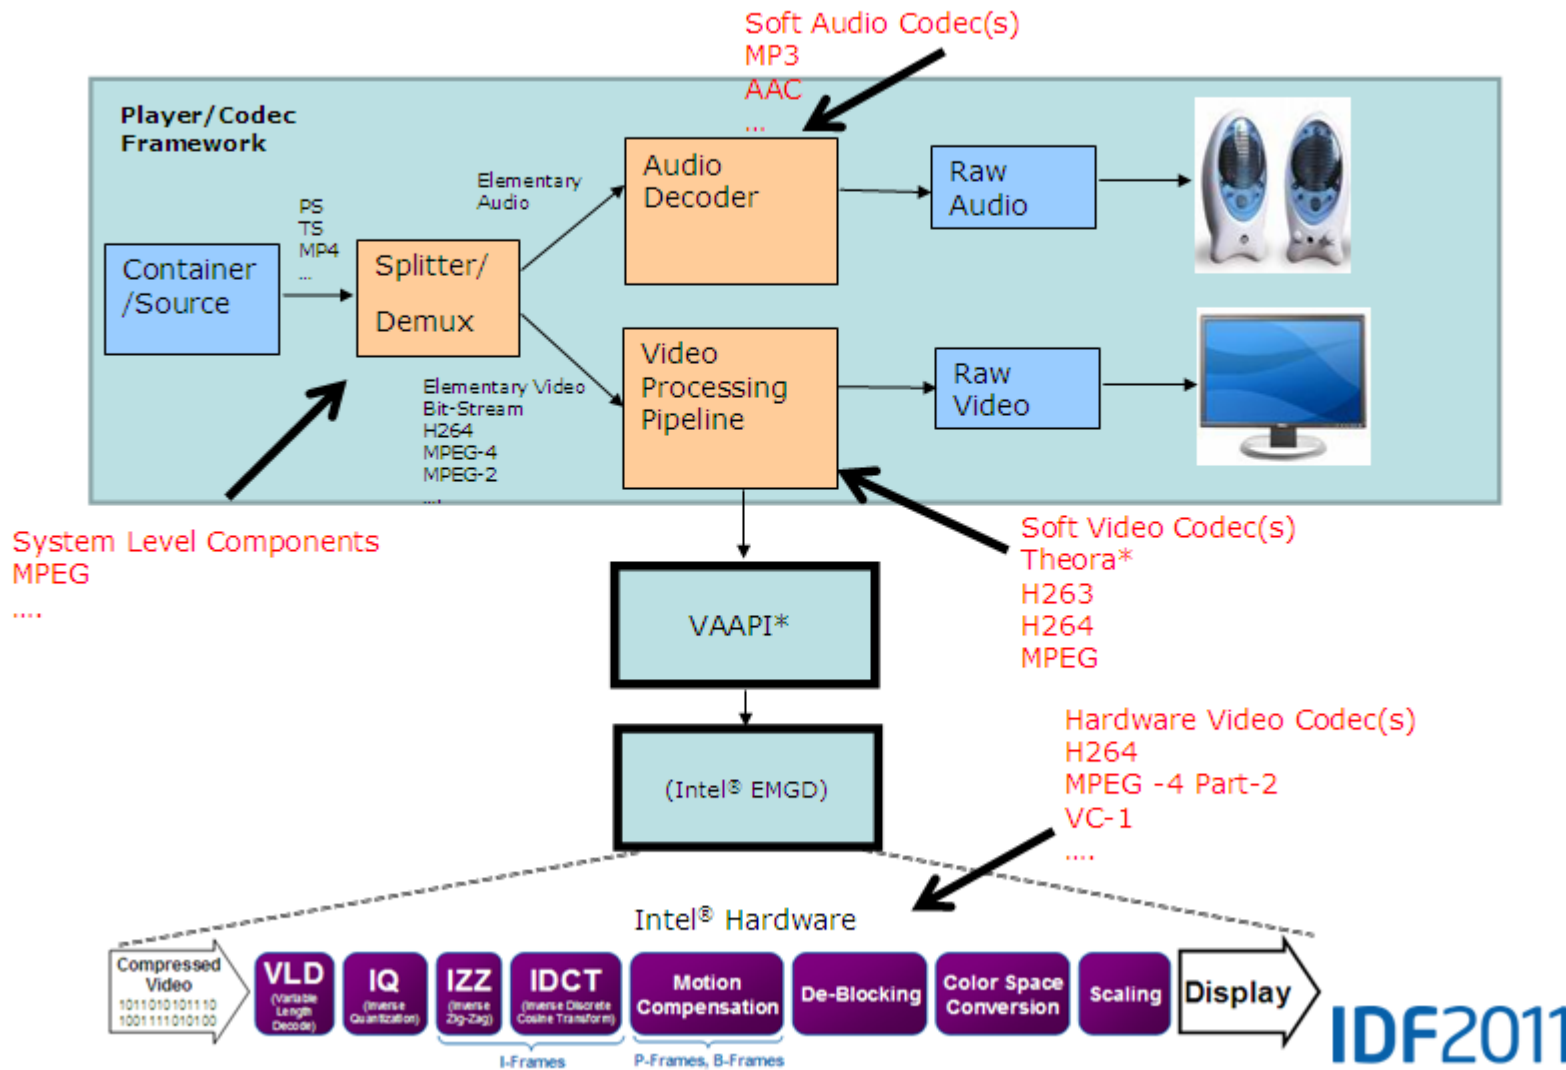 Soft Audio Codec(s)
MP3
AAC
...
Player/Codec
Framework
Container
/Source
PS
TS
MP4
...
Splitter/
Demux
Elementary
Audio
Audio
Decoder
Raw
Audio
Elementary Video
Bit-Stream
H264
MPEG-4
MPEG-2
....
Video
Processing
Pipeline
Raw
Video
System Level Components
MPEG
....
Soft Video Codec(s)
Theora*
H263
H264
MPEG
VAAPI*
(Intel® EMGD)
Hardware Video Codec(s)
H264
MPEG -4 Part-2
VC-1
....
Intel® Hardware
Compressed
Video
1011010101110
1001111010100
VLD
(Variable
Length
Decode)
IQ
(Inverse
Quantization)
IZZ
(Inverse
Zig-Zag)
IDCT
(Inverse Discrete
Cosine Transform)
Motion
Compensation
De-Blocking
Color Space
Conversion
Scaling
Display
I-Frames
P-Frames, B-Frames
IDF2011